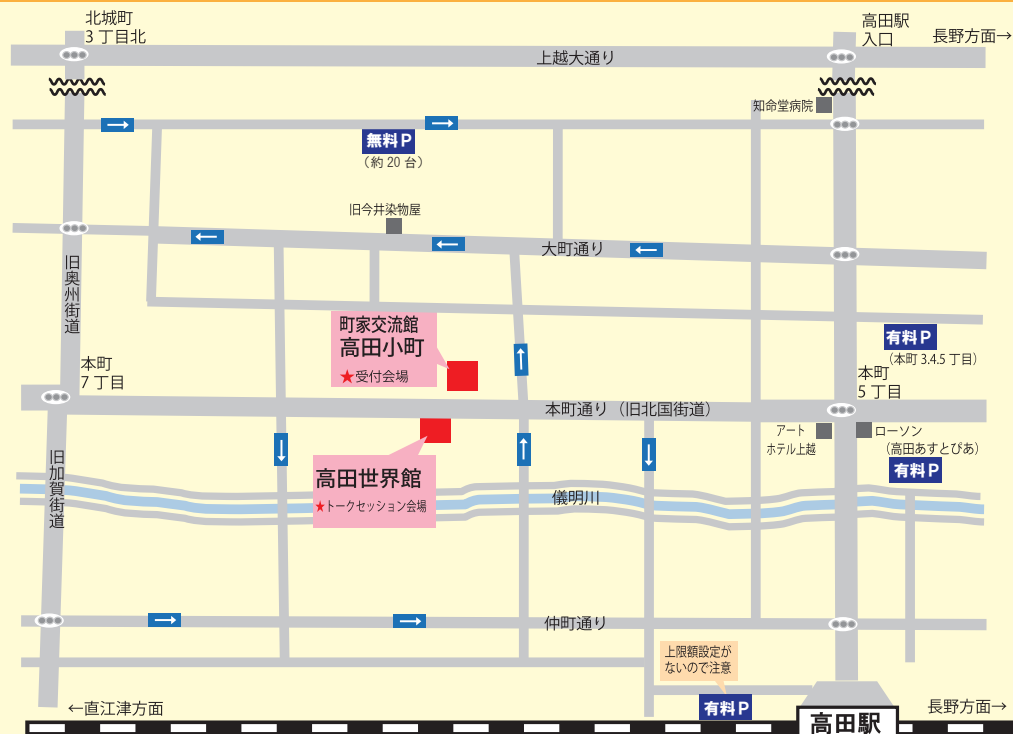 北城町
3 丁目北
高田駅
入口
長野方面→
上越大通り
知命堂病院
無料 P
（約 20 台）
旧今井染物屋
大町通り
旧奥州街道
町家交流館
高田小町
★受付会場
有料 P
（本町 3.4.5 丁目）
本町
7 丁目
本町
5 丁目
本町通り（旧北国街道）
アート
ホテル上越
ローソン
（高田あすとぴあ）
有料 P
旧加賀街道
高田世界館
★トークセッション会場
儀明川
仲町通り
上限額設定が
ないので注意
有料 P
←直江津方面
長野方面→
高田駅